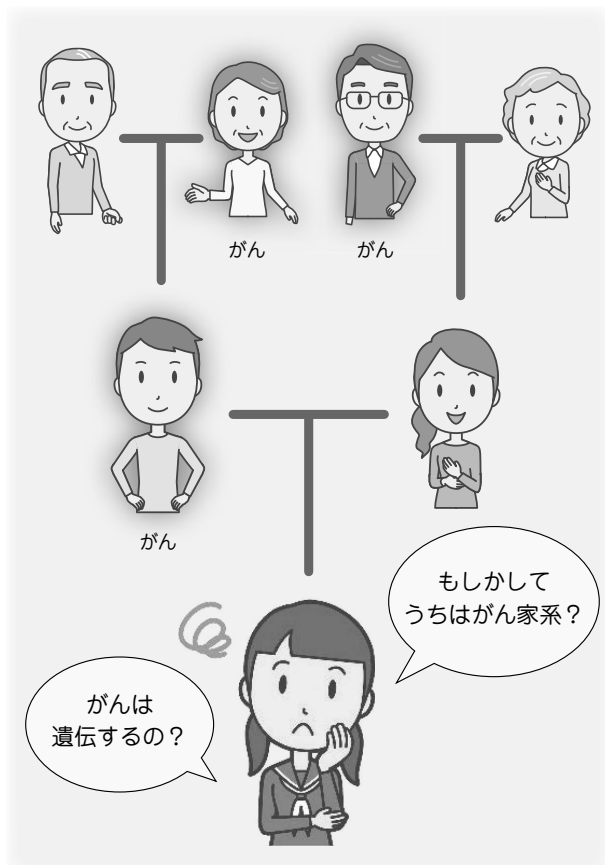 がん
がん
がん
もしかして
うちはがん家系？
がんは
遺伝するの？